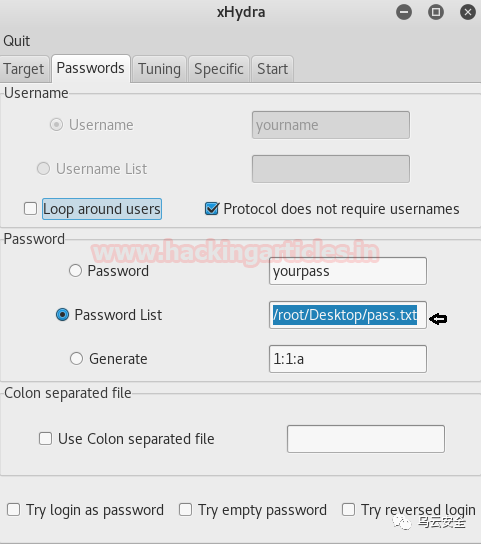 xHydra
Quit
Target Passwords Tuning Specific Start
Username
Username yourname
Username List
Loop around users Protocol does not require usernames
Password
www.hackingarticles.in
Password yourpass
Password List /root/Desktop/pass.txt
Generate 1:1:a
Colon separated file
Use Colon separated file
Try login as password Try empty password Try reversed login
乌云安全